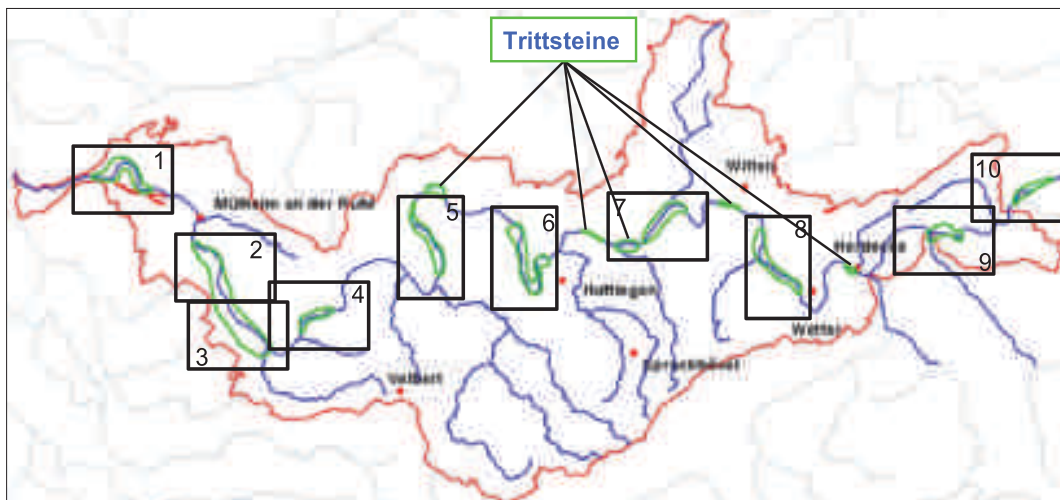 Trittsteine
1
Mülheim an der Ruhr
2
3
4
5
6
7
8
9
10
Witten
Herdecke
Hattingen
Wetter
Sprockhövel
Velbert